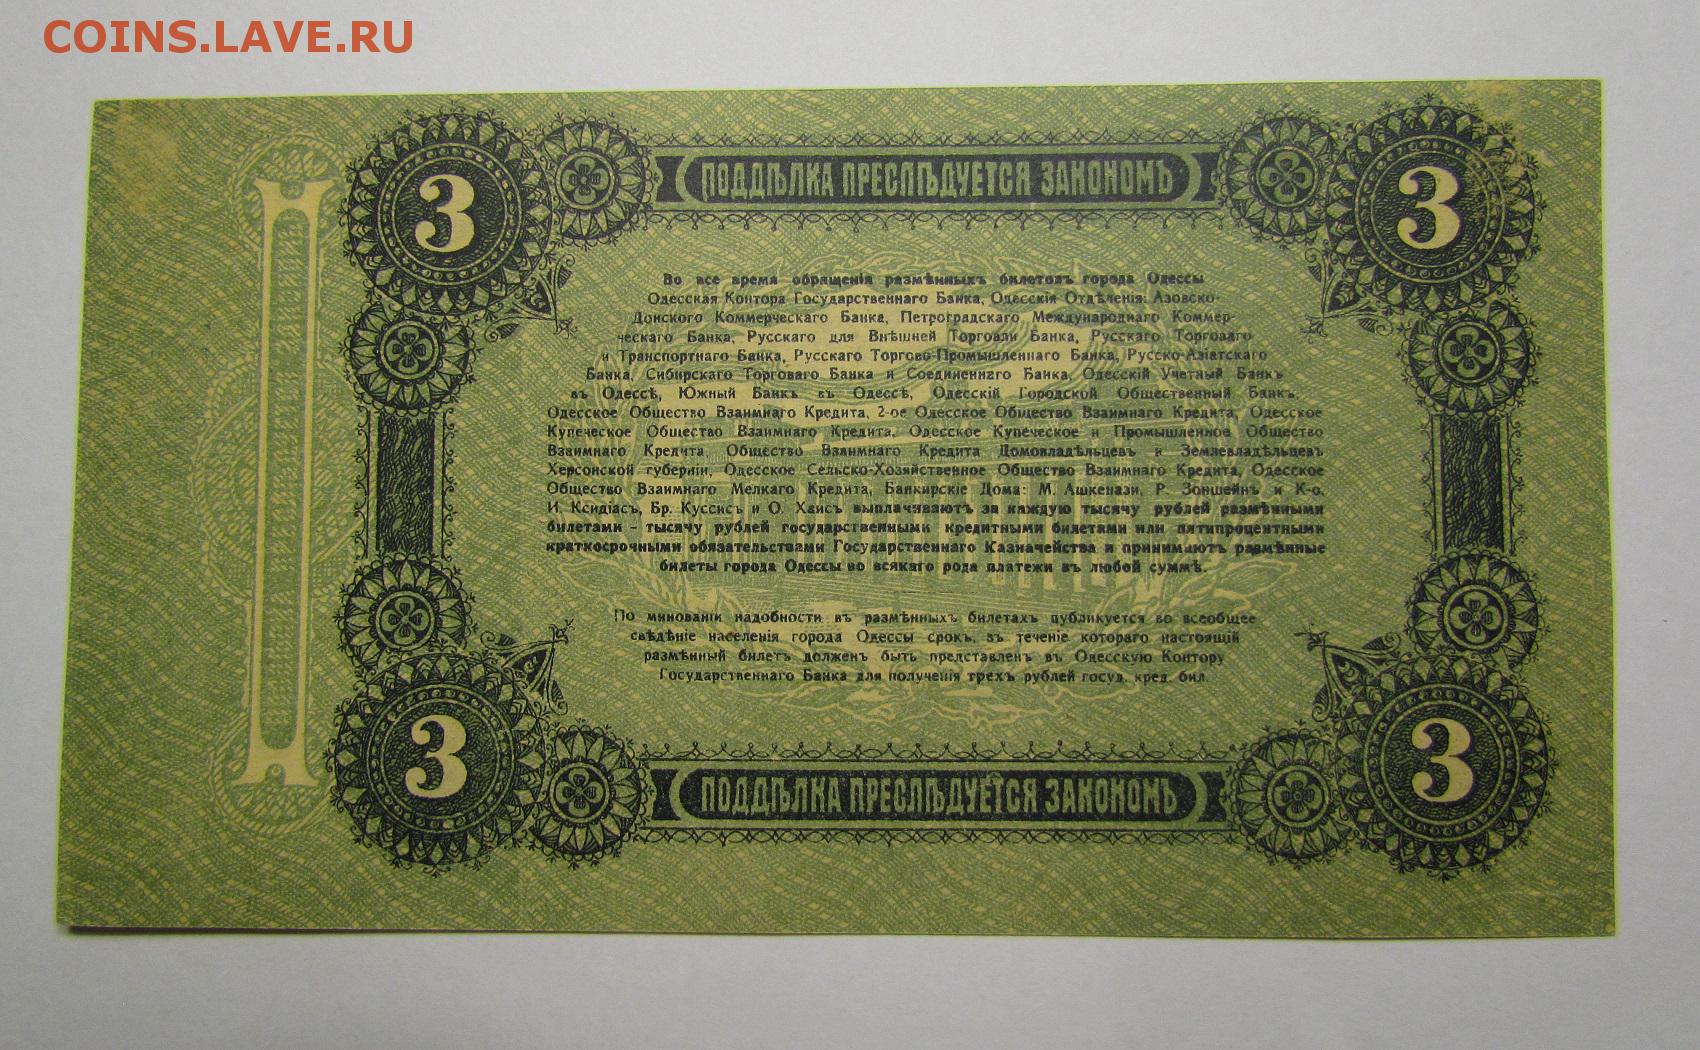 COINS.LAVE.RU
3 ПОДДѢЛКА ПРЕСЛѢДУЕТСЯ ЗАКОНОМЪ 3
Во все время обращенія размѣнныхъ билетовъ города Одессы
Одесская Контора Государственнаго Банка, Одесскія Отдѣленія: Азовско-
Донского Коммерческаго Банка, Петроградскаго Международнаго Коммер-
ческаго Банка, Русскаго для Внѣшней Торговли Банка, Русскаго Торговаго
и Транспортнаго Банка, Русскаго Торгово-Промышленнаго Банка, Русско-Азіатскаго
Банка, Сибирскаго Торговаго Банка и Соединеннаго Банка, Одесскій Учетный Банкъ
въ Одессѣ, Южный Банкъ въ Одессѣ, Одесскій Городской Общественный Банкъ,
Одесское Общество Взаимнаго Кредита, 2-ое Одесское Общество Взаимнаго Кредита, Одесское
Купеческое Общество Взаимнаго Кредита, Одесское Купеческое и Промышленное Общество
Взаимнаго Кредита, Общество Взаимнаго Кредита Домовладѣльцевъ и Землевладѣльцевъ
Херсонской губерніи, Одесское Сельско-Хозяйственное Общество Взаимнаго Кредита, Одесское
Общество Взаимнаго Мелкаго Кредита, Банкирскіе Дома: М. Ашкенази, Р. Зонштейнъ и К-о,
И. Ксидіасъ, Бр. Куссисъ и О. Хаисъ выплачиваютъ за каждую тысячу рублей размѣнными
билетами – тысячу рублей государственными кредитными билетами или пятипроцентными
краткосрочными обязательствами Государственнаго Казначейства и принимаютъ размѣнные
билеты города Одессы во всякаго рода платежи въ любой суммѣ.
По минованіи надобности въ размѣнныхъ билетахъ публикуется во всеобщее
свѣдѣніе населенія города Одессы срокъ, въ теченіе котораго настоящій
размѣнный билетъ долженъ быть представленъ въ Одесскую Контору
Государственнаго Банка для полученія трехъ рублей госуд. кред. бил.
3 ПОДДѢЛКА ПРЕСЛѢДУЕТСЯ ЗАКОНОМЪ 3